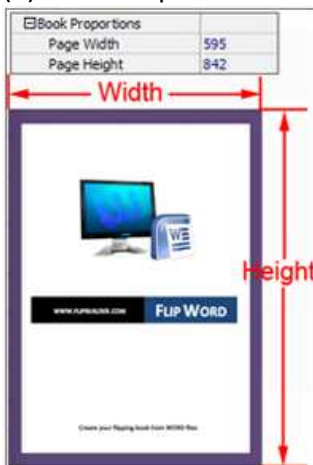 Book Proportions
Page Width 595
Page Height 842
Width
Height
WWW.FLIPBUILDER.COM FLIP WORD
Create your flipping book from WORD files